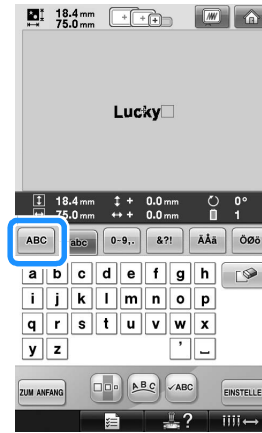 18.4 mm
75.0 mm
Lucky
18.4 mm + 0.0 mm 0°
75.0 mm + 0.0 mm 1
ABC abc 0-9,. &?! ÄÅä ÖØö
a b c d e f g h
i j k l m n o p
q r s t u v w x
y z ' _
ZUM ANFANG ABC ✓ABC EINSTELLE
?